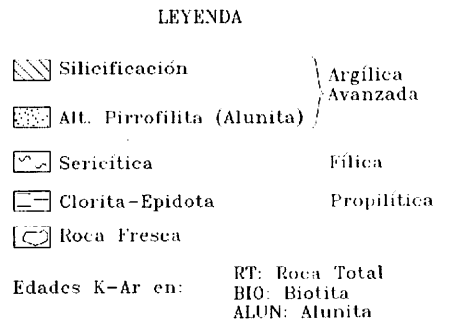 LEYENDA
Silicificación
Argílica
Avanzada
Alt. Pirrofilita (Alunita)
Sericítica Fílica
Clorita-Epidota Propilítica
Roca Fresca
Edades K-Ar en: RT: Roca Total
BIO: Biotita
ALUN: Alunita